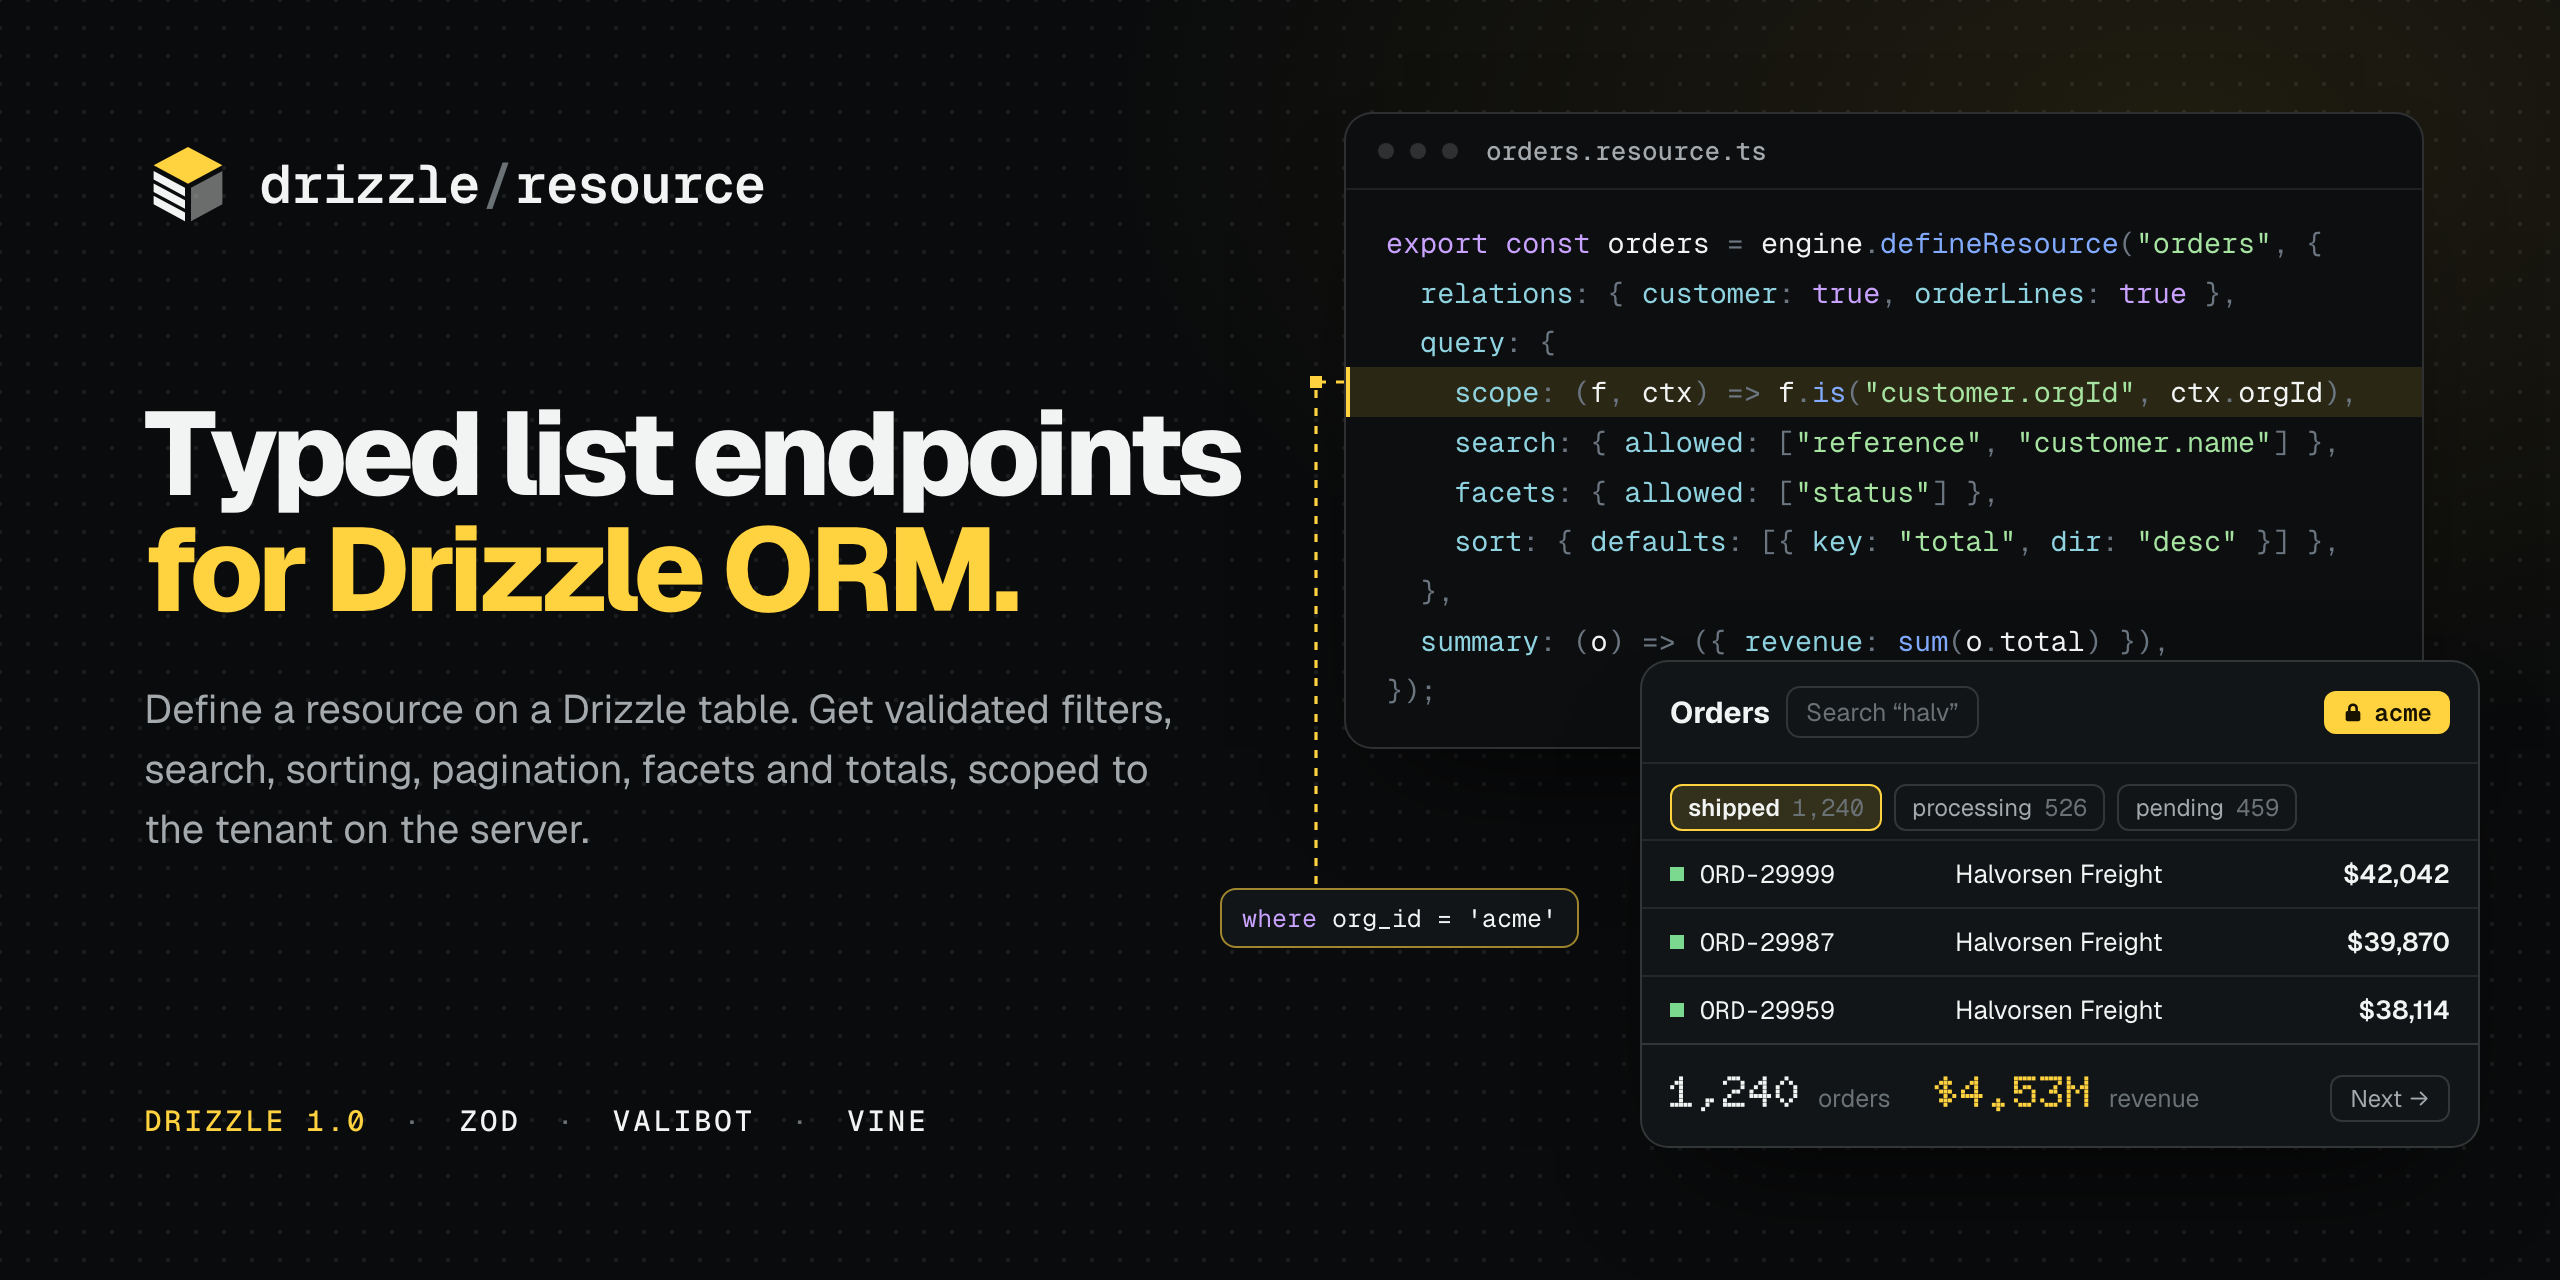 drizzle/resource
Typed list endpoints
for Drizzle ORM.
Define a resource on a Drizzle table. Get validated filters,
search, sorting, pagination, facets and totals, scoped to
the tenant on the server.
DRIZZLE 1.0 · ZOD · VALIBOT · VINE
orders.resource.ts
export const orders = engine.defineResource("orders", {
  relations: { customer: true, orderLines: true },
  query: {
    scope: (f, ctx) => f.is("customer.orgId", ctx.orgId),
    search: { allowed: ["reference", "customer.name"] },
    facets: { allowed: ["status"] },
    sort: { defaults: [{ key: "total", dir: "desc" }] },
  },
  summary: (o) => ({ revenue: sum(o.total) }),
});
where org_id = 'acme'
Orders Search “halv” acme
shipped 1,240 processing 526 pending 459
ORD-29999 Halvorsen Freight $42,042
ORD-29987 Halvorsen Freight $39,870
ORD-29959 Halvorsen Freight $38,114
1,240 orders $4.53M revenue Next →